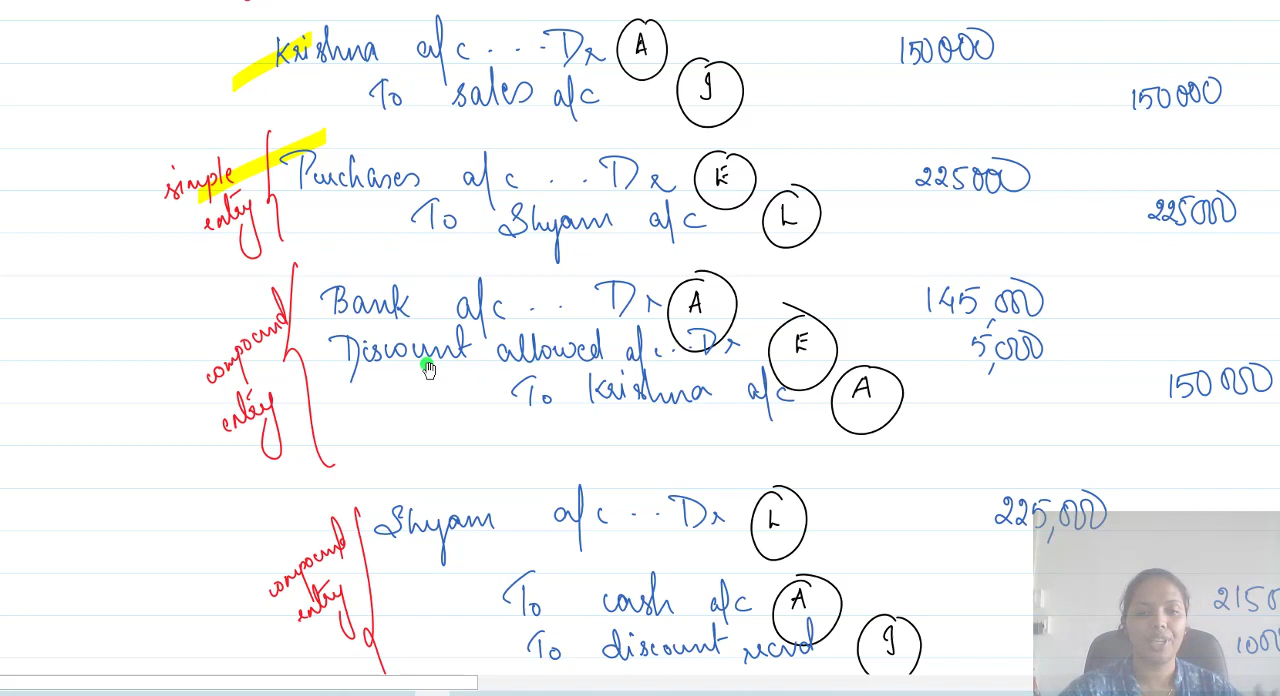 Krishna a/c ... Dr A 150000
To sales a/c I 150000
simple entry
Purchases a/c ... Dr E 225000
To Shyam a/c L 225000
compound entry
Bank a/c .. Dr A 145,000
Discount allowed a/c... Dr E 5,000
To Krishna a/c A 150000
compound entry
Shyam a/c ... Dr L 225,000
To cash a/c A
To discount recvd I